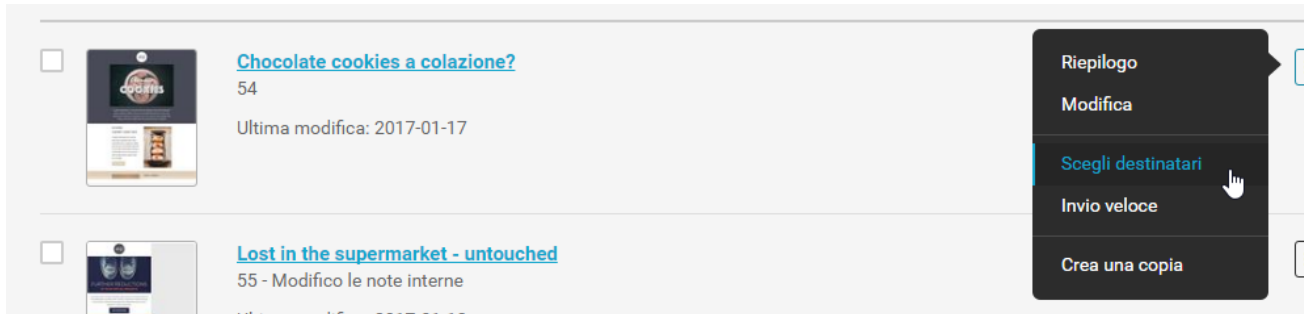 Chocolate cookies a colazione?
54
Ultima modifica: 2017-01-17
Riepilogo
Modifica
Scegli destinatari
Invio veloce
Crea una copia
Lost in the supermarket - untouched
55 - Modifico le note interne